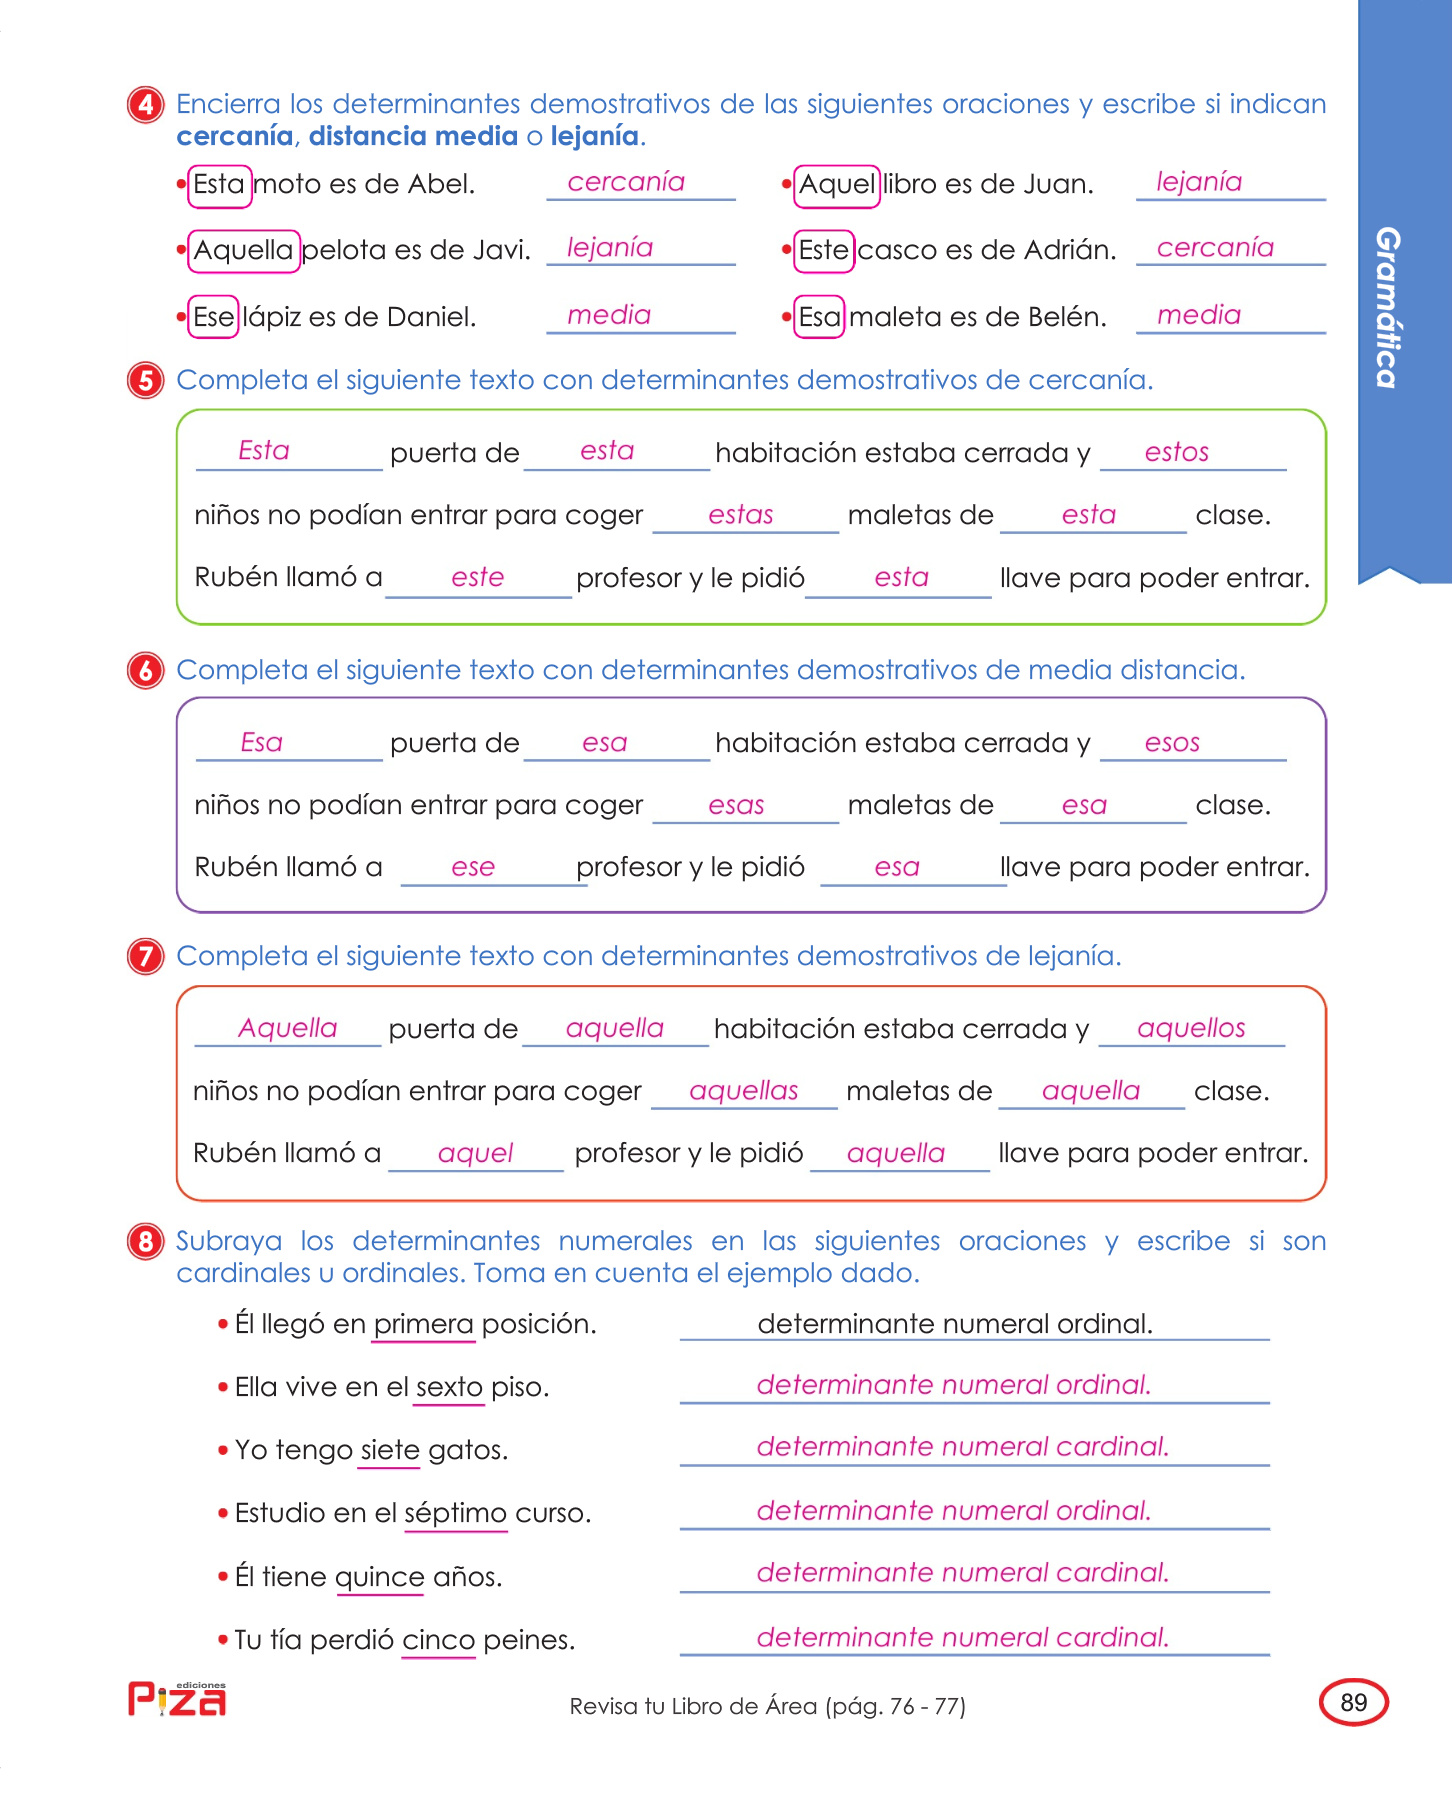 4 Encierra los determinantes demostrativos de las siguientes oraciones y escribe si indican
cercanía, distancia media o lejanía.
• Esta moto es de Abel. cercanía • Aquel libro es de Juan. lejanía
• Aquella pelota es de Javi. lejanía • Este casco es de Adrián. cercanía
• Ese lápiz es de Daniel. media • Esa maleta es de Belén. media
Gramática
5 Completa el siguiente texto con determinantes demostrativos de cercanía.
Esta puerta de esta habitación estaba cerrada y estos
niños no podían entrar para coger estas maletas de esta clase.
Rubén llamó a este profesor y le pidió esta llave para poder entrar.
6 Completa el siguiente texto con determinantes demostrativos de media distancia.
Esa puerta de esa habitación estaba cerrada y esos
niños no podían entrar para coger esas maletas de esa clase.
Rubén llamó a ese profesor y le pidió esa llave para poder entrar.
7 Completa el siguiente texto con determinantes demostrativos de lejanía.
Aquella puerta de aquella habitación estaba cerrada y aquellos
niños no podían entrar para coger aquellas maletas de aquella clase.
Rubén llamó a aquel profesor y le pidió aquella llave para poder entrar.
8 Subraya los determinantes numerales en las siguientes oraciones y escribe si son
cardinales u ordinales. Toma en cuenta el ejemplo dado.
• Él llegó en primera posición. determinante numeral ordinal.
• Ella vive en el sexto piso. determinante numeral ordinal.
• Yo tengo siete gatos. determinante numeral cardinal.
• Estudio en el séptimo curso. determinante numeral ordinal.
• Él tiene quince años. determinante numeral cardinal.
• Tu tía perdió cinco peines. determinante numeral cardinal.
ediciones
Piza
Revisa tu Libro de Área (pág. 76 - 77)
89